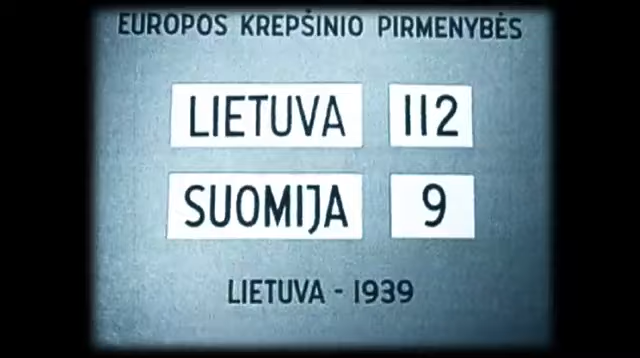 EUROPOS KREPŠINIO PIRMENYBĖS
LIETUVA 112
SUOMIJA 9
LIETUVA - 1939